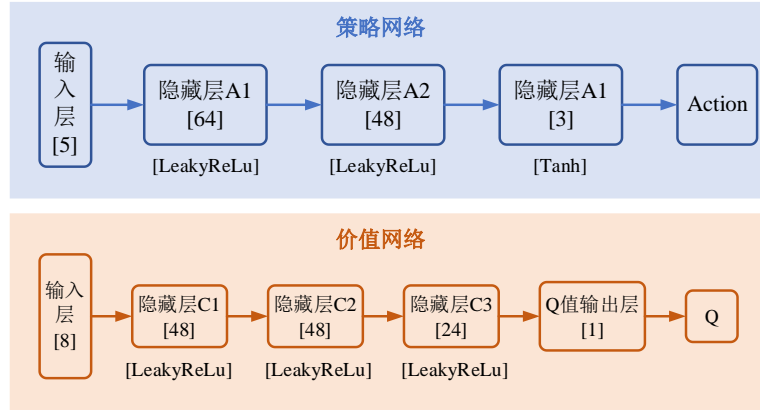 策略网络
输
入
层
[5]
隐藏层A1
[64]
[LeakyReLu]
隐藏层A2
[48]
[LeakyReLu]
隐藏层A1
[3]
[Tanh]
Action
价值网络
输入
层
[8]
隐藏层C1
[48]
[LeakyReLu]
隐藏层C2
[48]
[LeakyReLu]
隐藏层C3
[24]
[LeakyReLu]
Q值输出层
[1]
Q